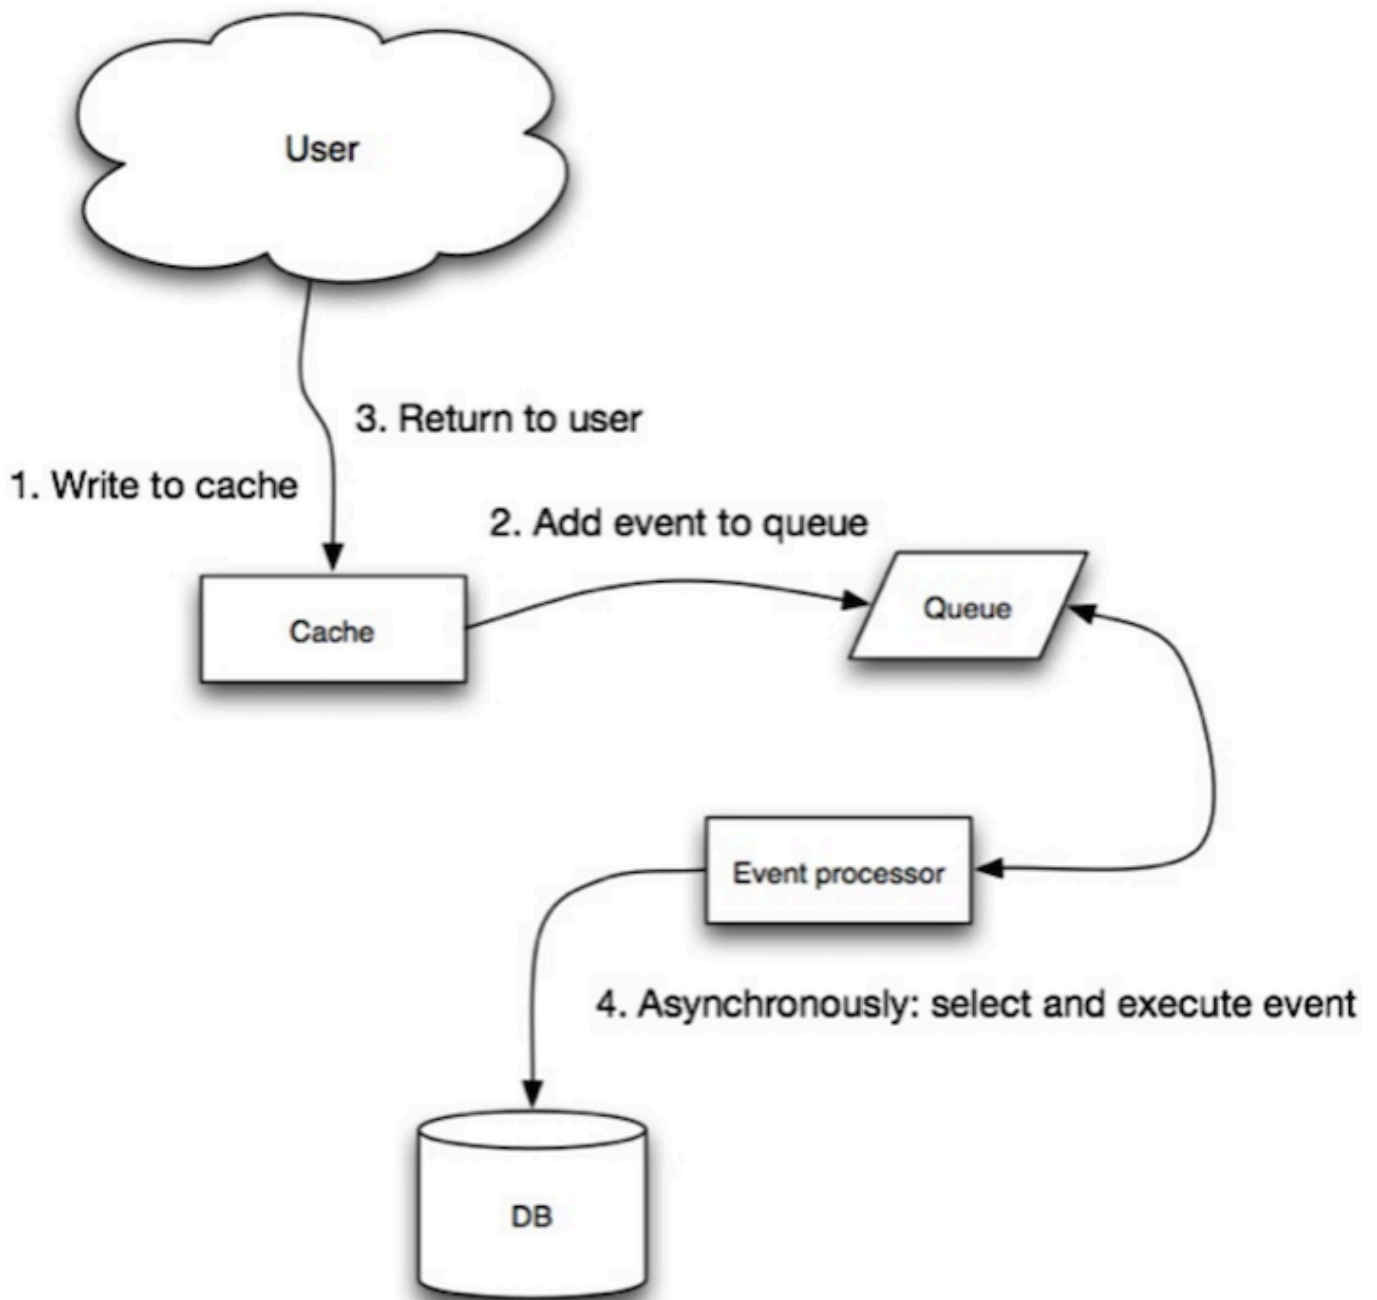 User
3. Return to user
1. Write to cache
2. Add event to queue
Cache
Queue
Event processor
4. Asynchronously: select and execute event
DB